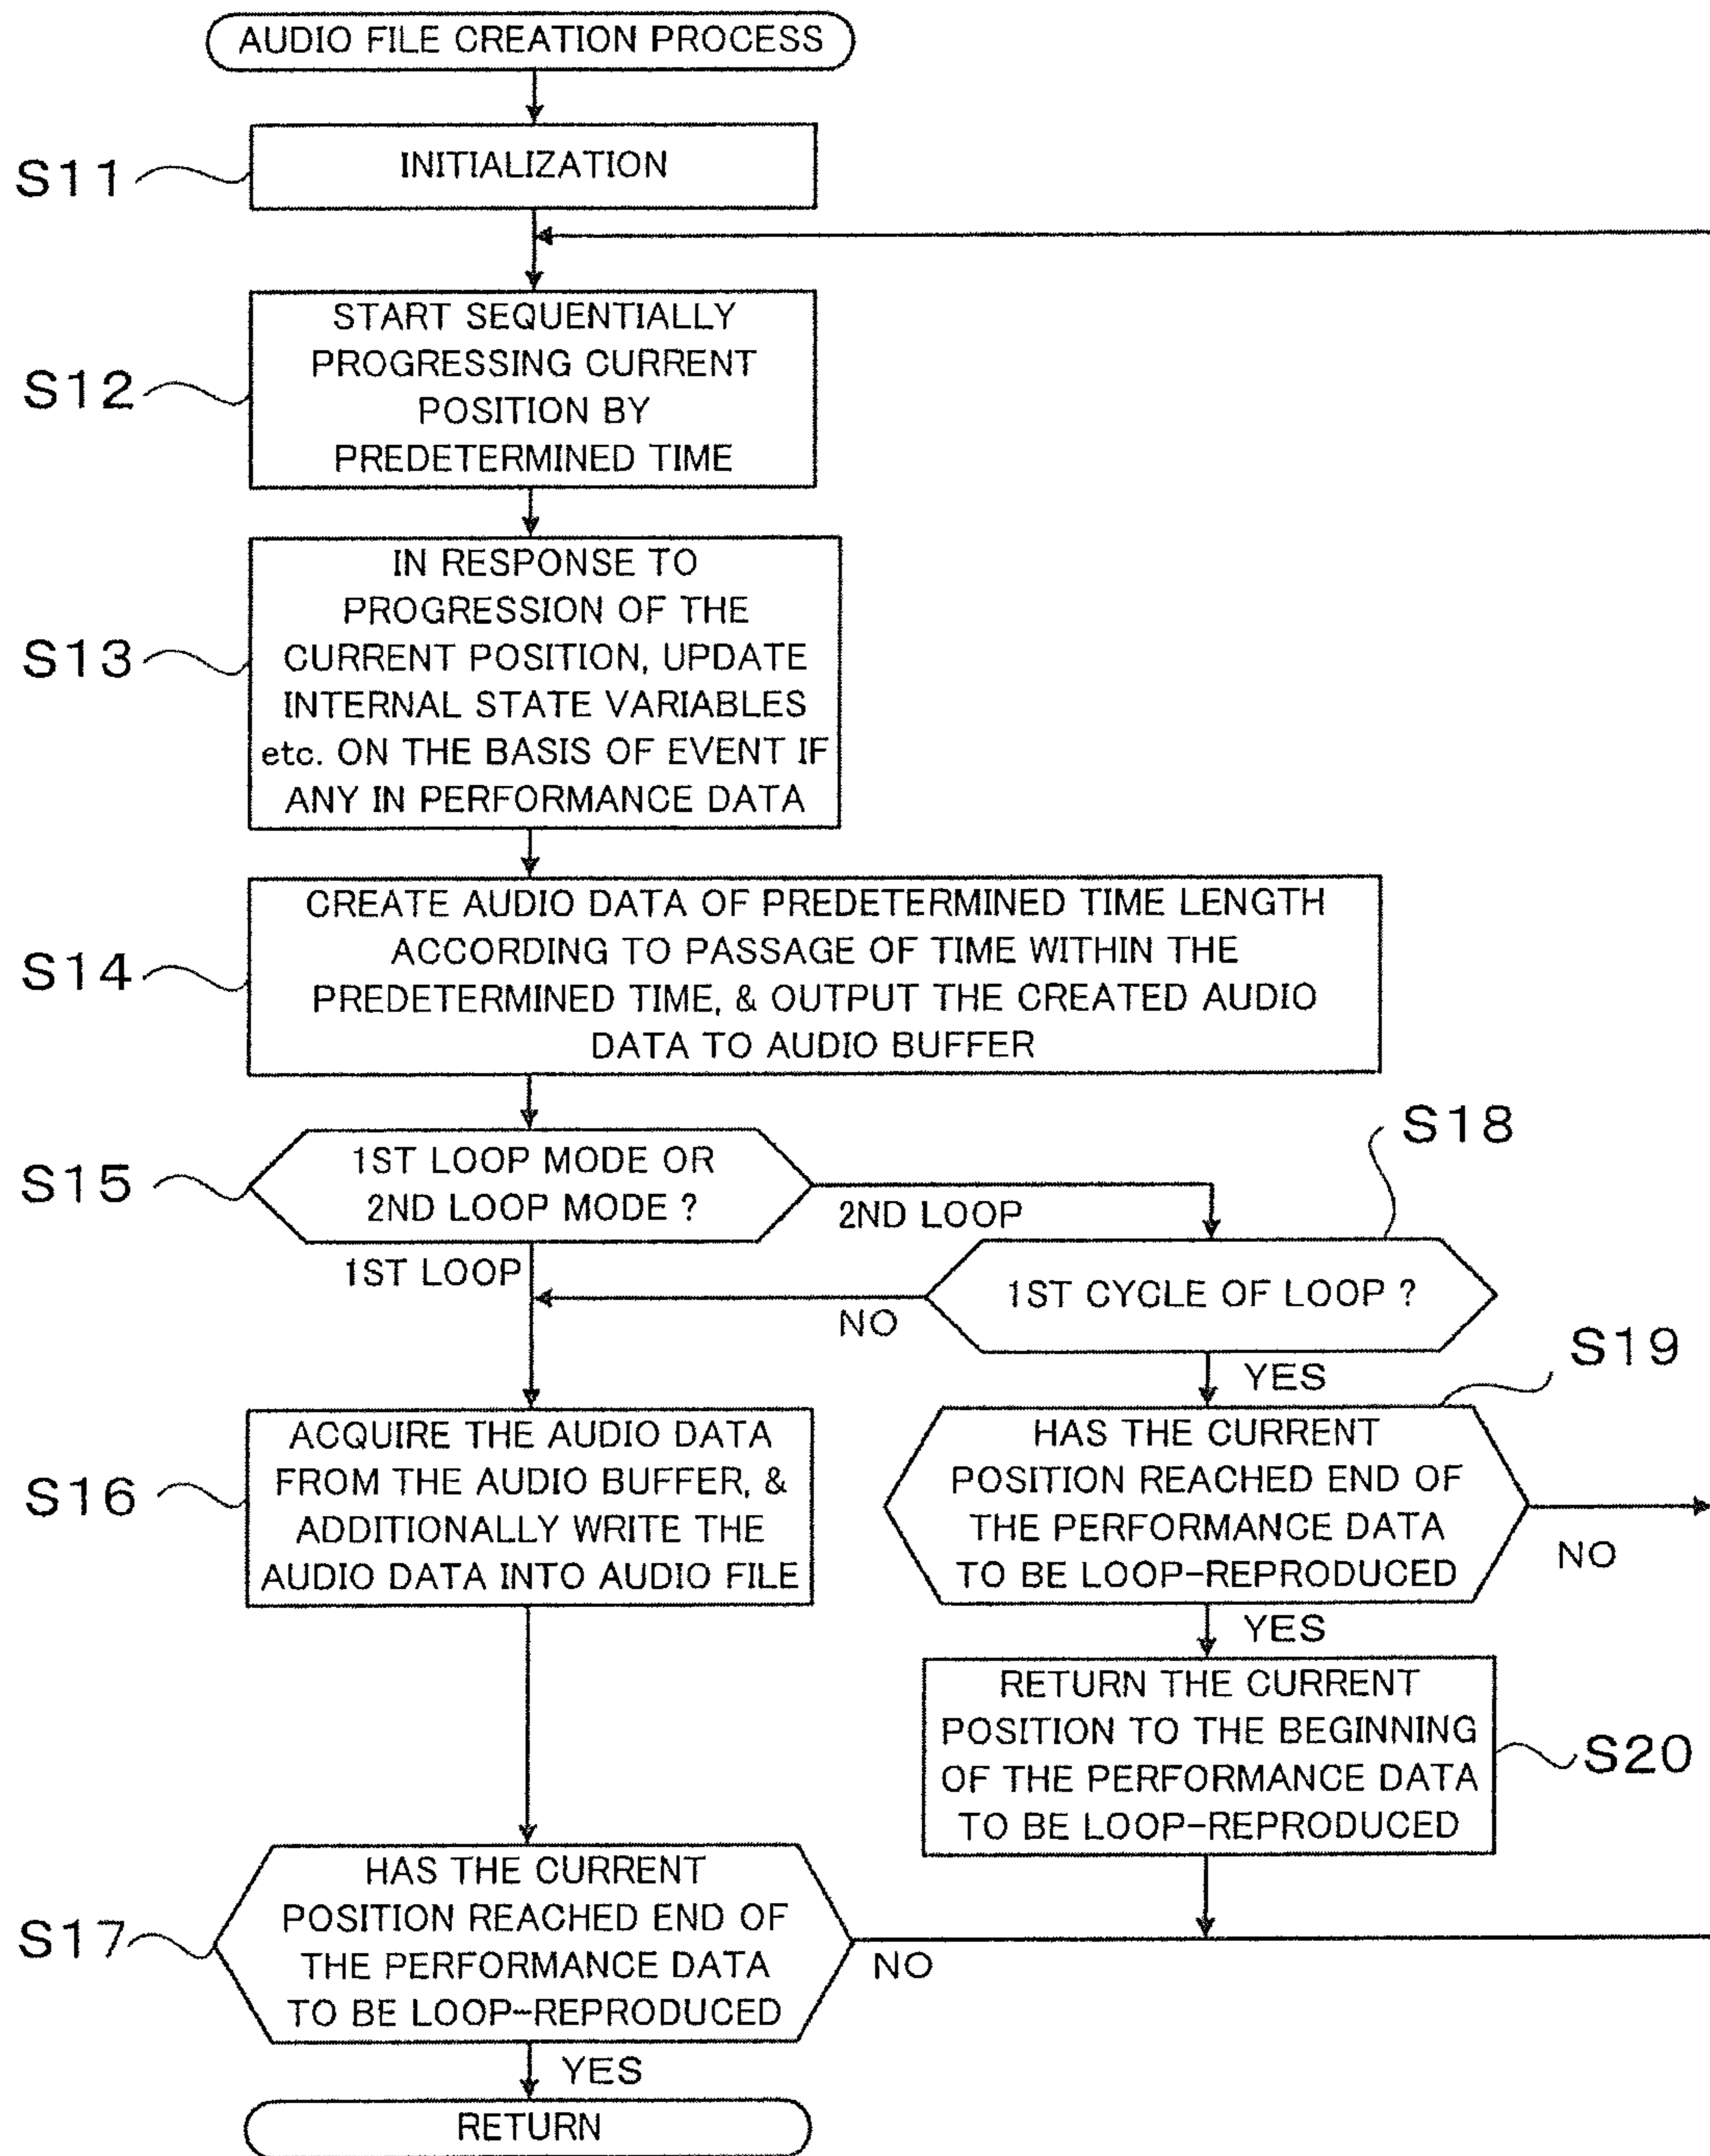 AUDIO FILE CREATION PROCESS
S11
INITIALIZATION
S12
START SEQUENTIALLY
PROGRESSING CURRENT
POSITION BY
PREDETERMINED TIME
S13
IN RESPONSE TO
PROGRESSION OF THE
CURRENT POSITION, UPDATE
INTERNAL STATE VARIABLES
etc. ON THE BASIS OF EVENT IF
ANY IN PERFORMANCE DATA
S14
CREATE AUDIO DATA OF PREDETERMINED TIME LENGTH
ACCORDING TO PASSAGE OF TIME WITHIN THE
PREDETERMINED TIME, & OUTPUT THE CREATED AUDIO
DATA TO AUDIO BUFFER
S15
1ST LOOP MODE OR
2ND LOOP MODE ?
2ND LOOP
1ST LOOP
S18
1ST CYCLE OF LOOP ?
NO
YES
S16
ACQUIRE THE AUDIO DATA
FROM THE AUDIO BUFFER, &
ADDITIONALLY WRITE THE
AUDIO DATA INTO AUDIO FILE
S19
HAS THE CURRENT
POSITION REACHED END OF
THE PERFORMANCE DATA
TO BE LOOP-REPRODUCED
NO
YES
RETURN THE CURRENT
POSITION TO THE BEGINNING
OF THE PERFORMANCE DATA
TO BE LOOP-REPRODUCED
S20
S17
HAS THE CURRENT
POSITION REACHED END OF
THE PERFORMANCE DATA
TO BE LOOP-REPRODUCED
NO
YES
RETURN